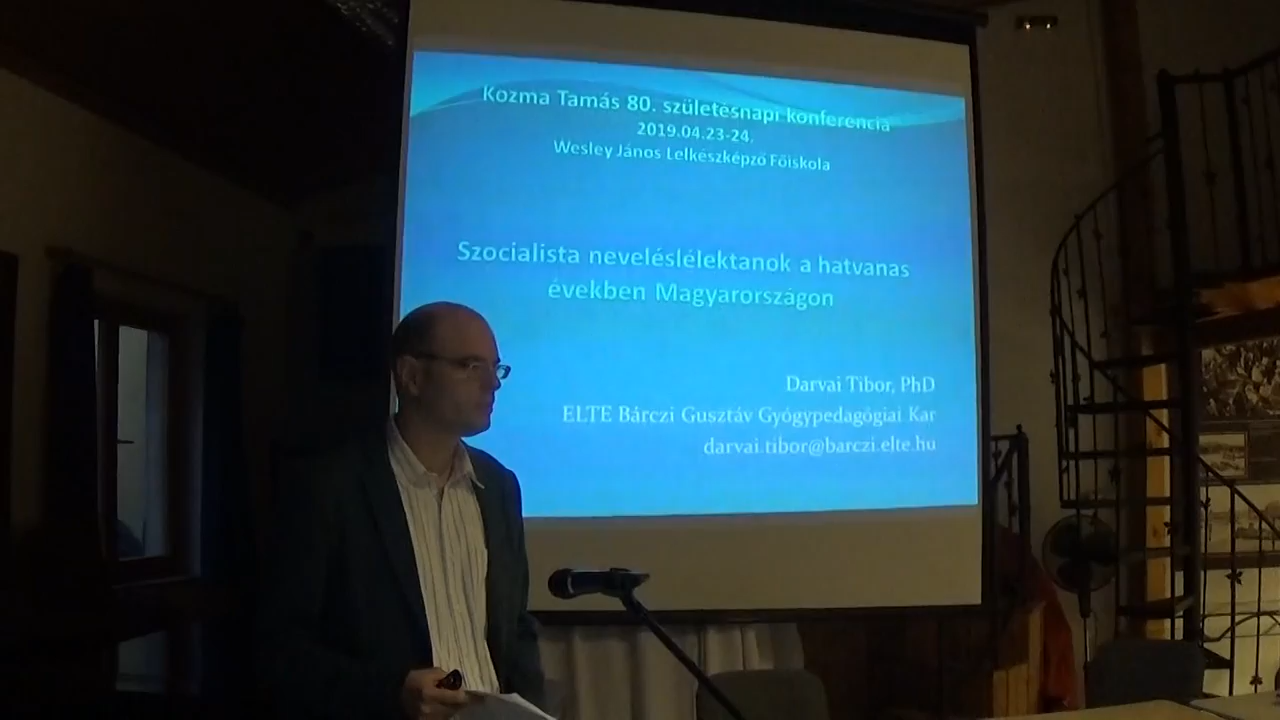 Kozma Tamás 80. születésnapi konferencia
2019.04.23-24.
Wesley János Lelkészképző Főiskola
Szocialista neveléslélektanok a hatvanas
években Magyarországon
Darvai Tibor, PhD
ELTE Bárczi Gusztáv Gyógypedagógiai Kar
darvai.tibor@barczi.elte.hu